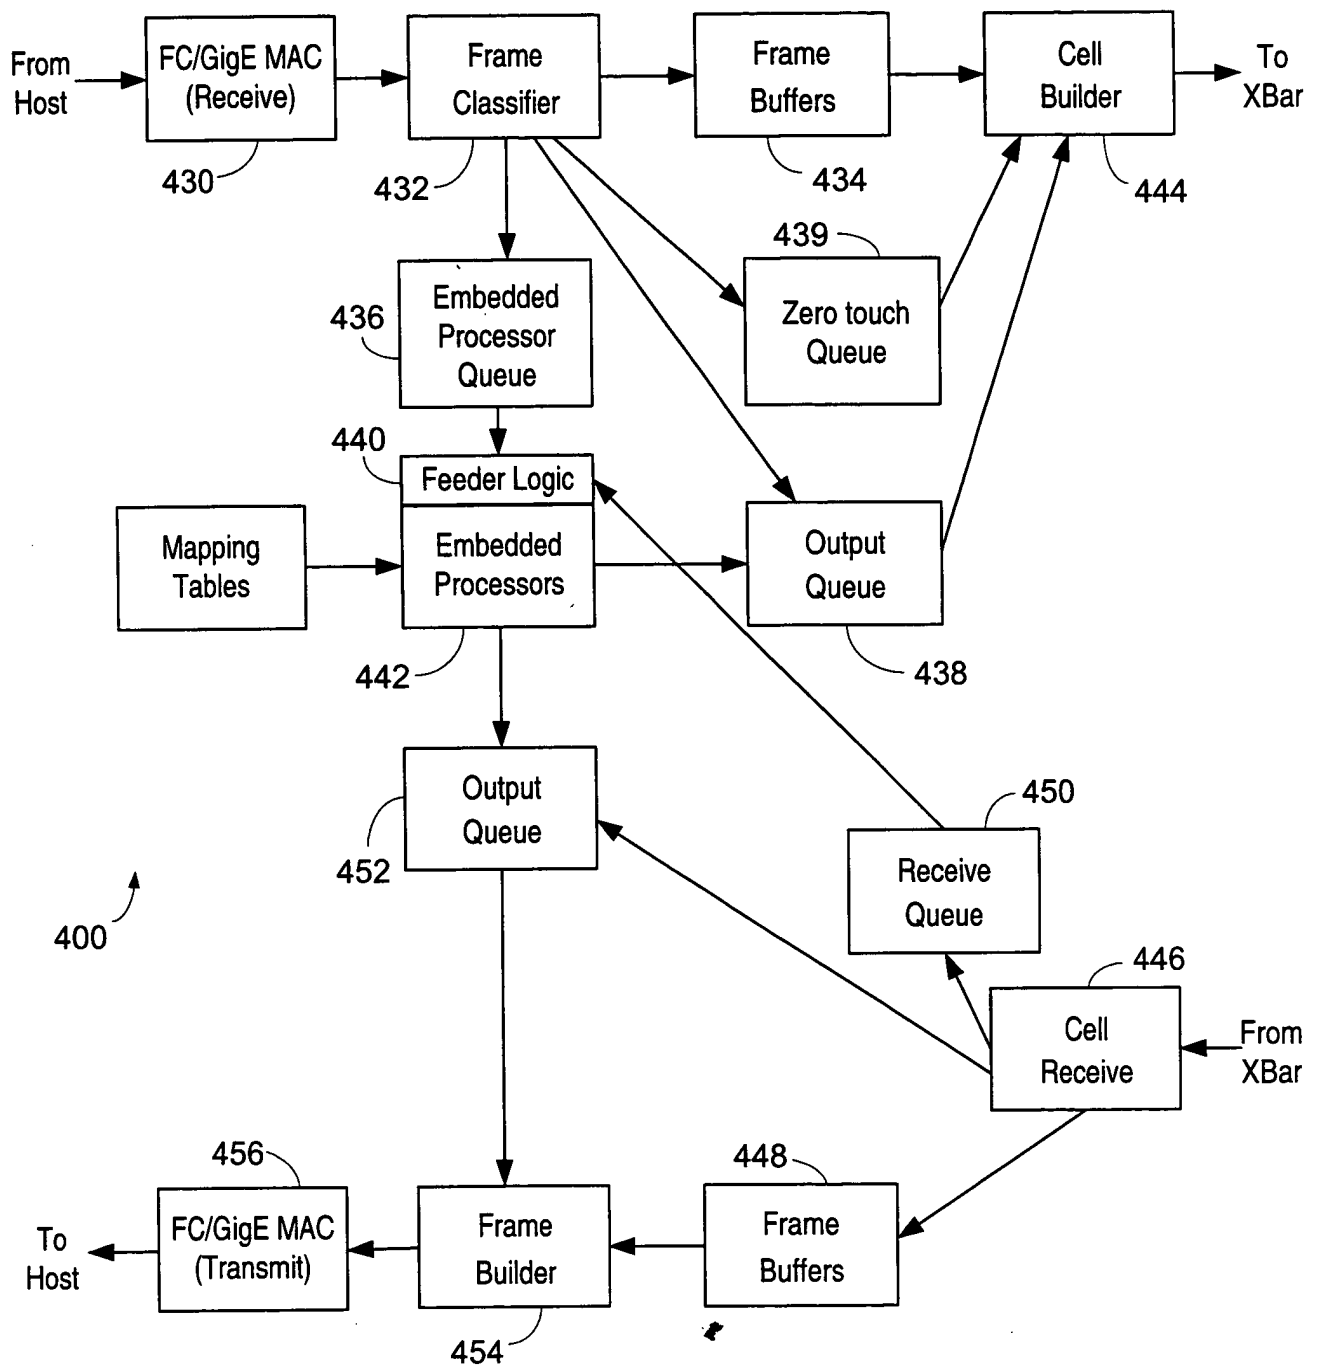 From
Host
FC/GigE MAC
(Receive)
430
Frame
Classifier
432
Frame
Buffers
434
Cell
Builder
444
To
XBar
439
Zero touch
Queue
436
Embedded
Processor
Queue
440
Feeder Logic
Mapping
Tables
Embedded
Processors
442
Output
Queue
438
Output
Queue
452
450
Receive
Queue
400
446
Cell
Receive
From
XBar
456
FC/GigE MAC
(Transmit)
To
Host
Frame
Builder
454
448
Frame
Buffers